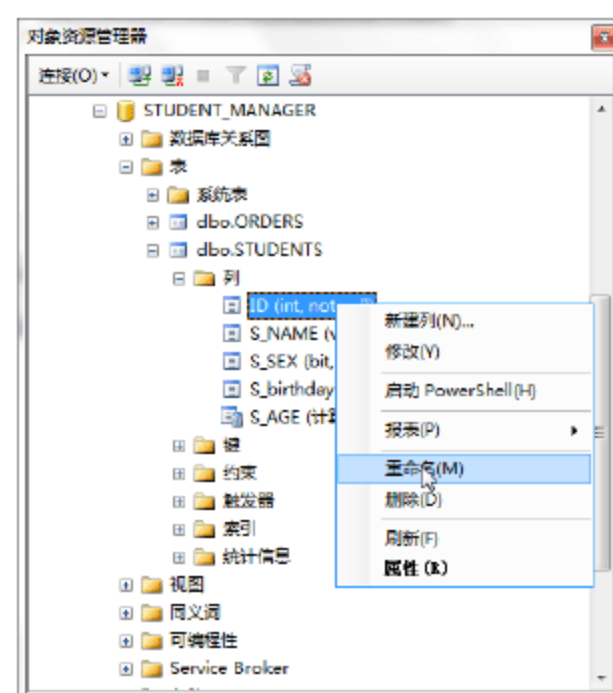 对象资源管理器
连接(O)
STUDENT_MANAGER
数据库关系图
表
系统表
dbo.ORDERS
dbo.STUDENTS
列
ID (int, not
S_NAME (v
S_SEX (bit,
S_birthday
S_AGE (计算
键
约束
触发器
索引
统计信息
视图
同义词
可编程性
Service Broker
新建列(N)...
修改(Y)
启动 PowerShell(H)
报表(P)
重命名(M)
删除(D)
刷新(F)
属性(R)